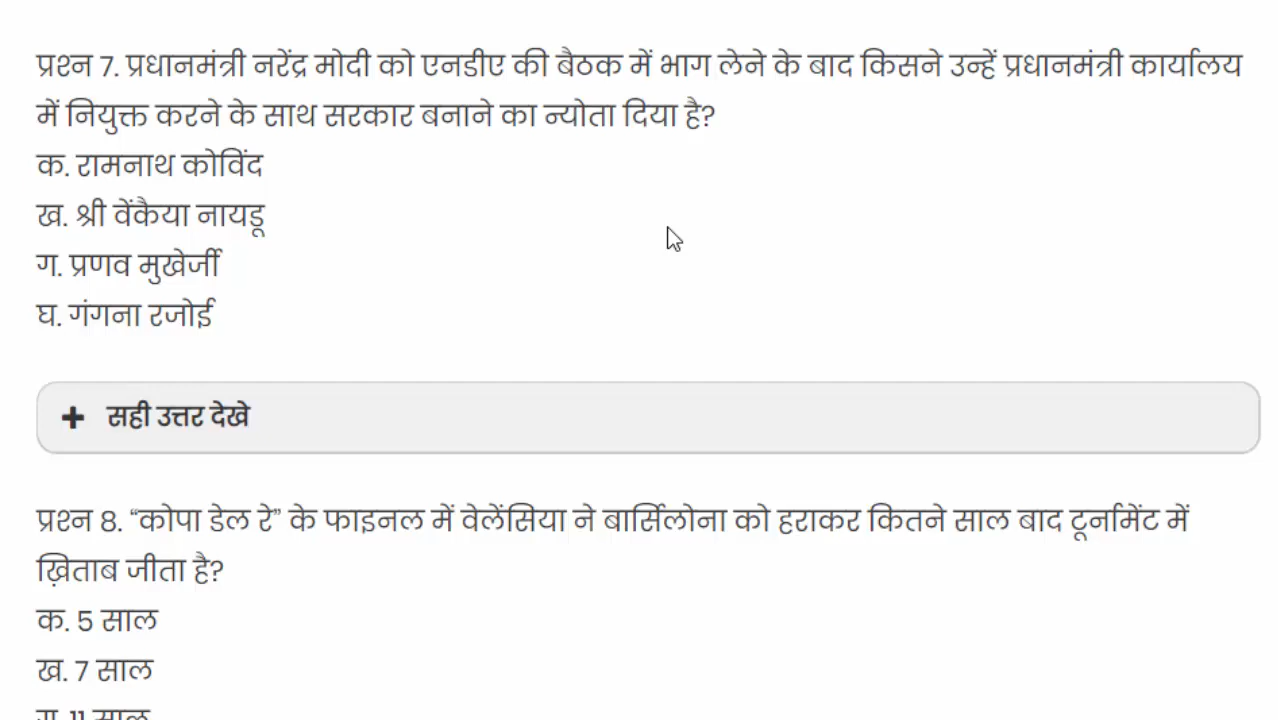 प्रश्न 7. प्रधानमंत्री नरेंद्र मोदी को एनडीए की बैठक में भाग लेने के बाद किसने उन्हें प्रधानमंत्री कार्यालय
में नियुक्त करने के साथ सरकार बनाने का न्योता दिया है?
क. रामनाथ कोविंद
ख. श्री वेंकैया नायडू
ग. प्रणव मुखेर्जी
घ. गंगना रजोई
सही उत्तर देखे
प्रश्न 8. “कोपा डेल रे” के फाइनल में वेलेंसिया ने बार्सिलोना को हराकर कितने साल बाद टूर्नामेंट में
ख़िताब जीता है?
क. 5 साल
ख. 7 साल
ग. 11 साल